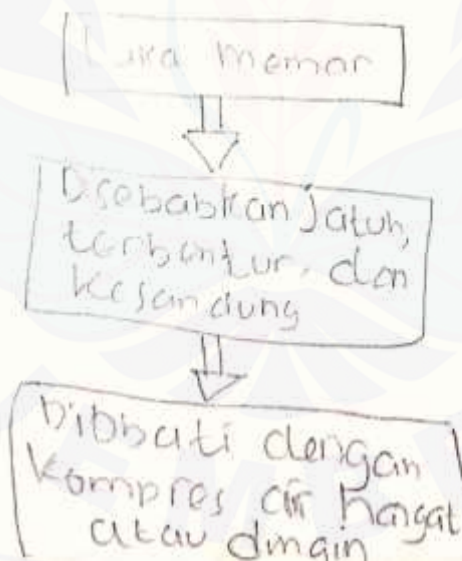 Luka memar
Disebabkan jatuh,
terbentur, dan
kesandung
Diobati dengan
kompres air hangat
atau dingin